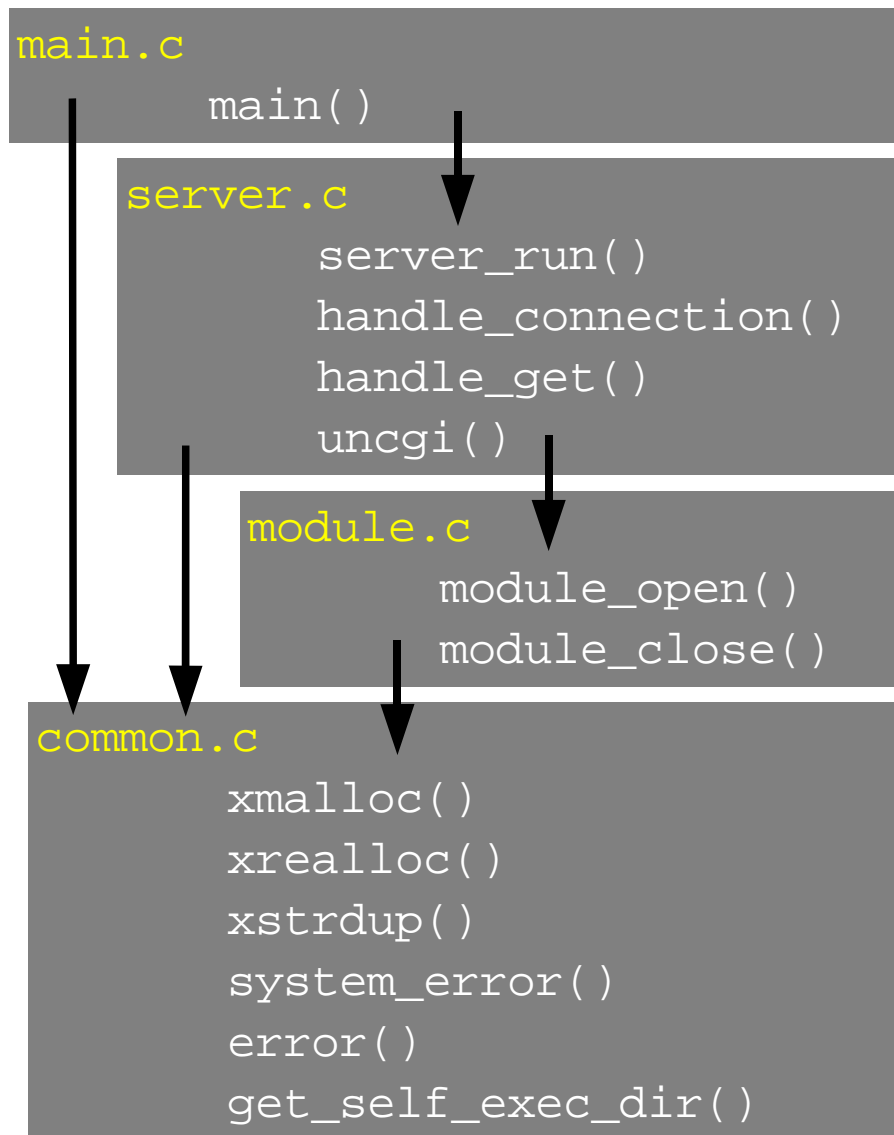 main.c
main()
server.c
server_run()
handle_connection()
handle_get()
uncgi()
module.c
module_open()
module_close()
common.c
xmalloc()
xrealloc()
xstrdup()
system_error()
error()
get_self_exec_dir()